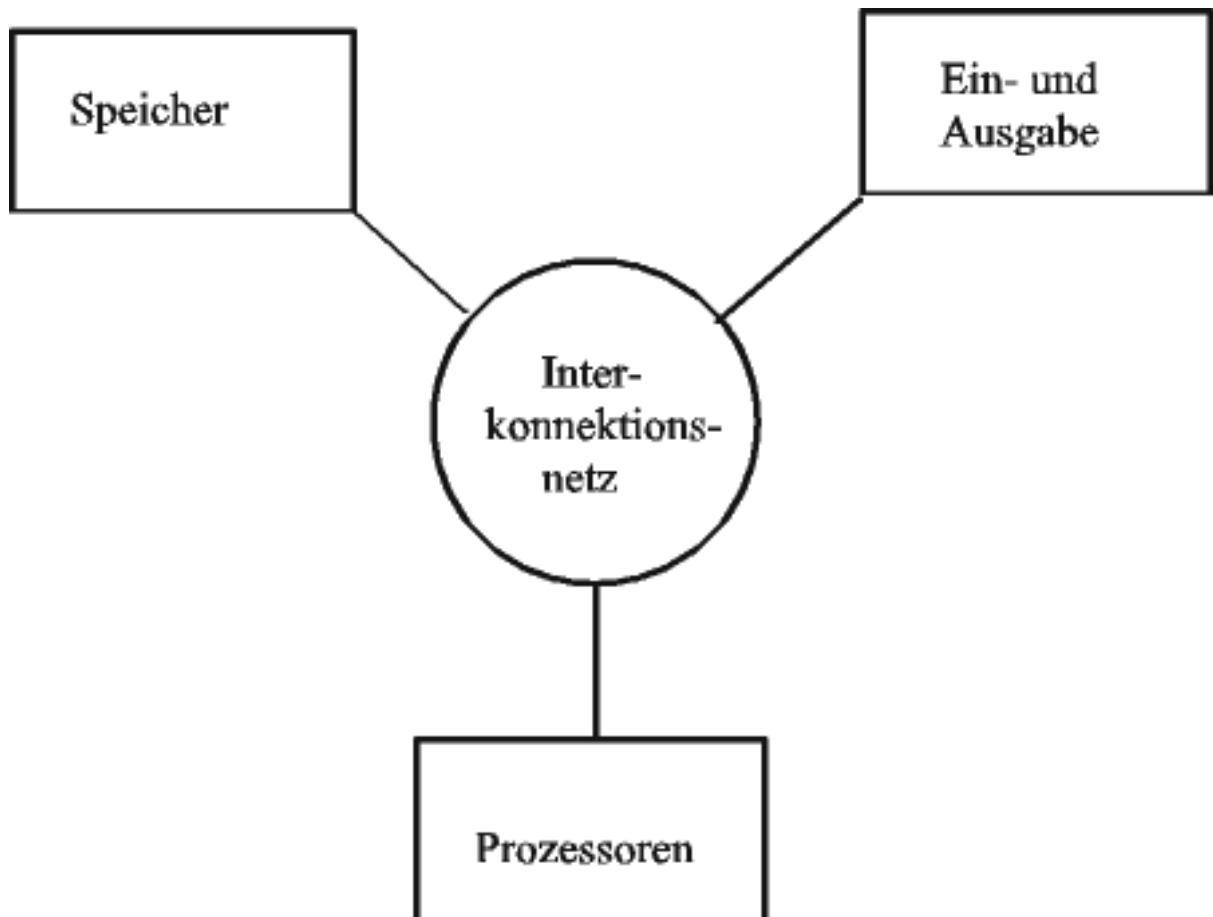 Speicher
Ein- und
Ausgabe
Inter-
konnektions-
netz
Prozessoren